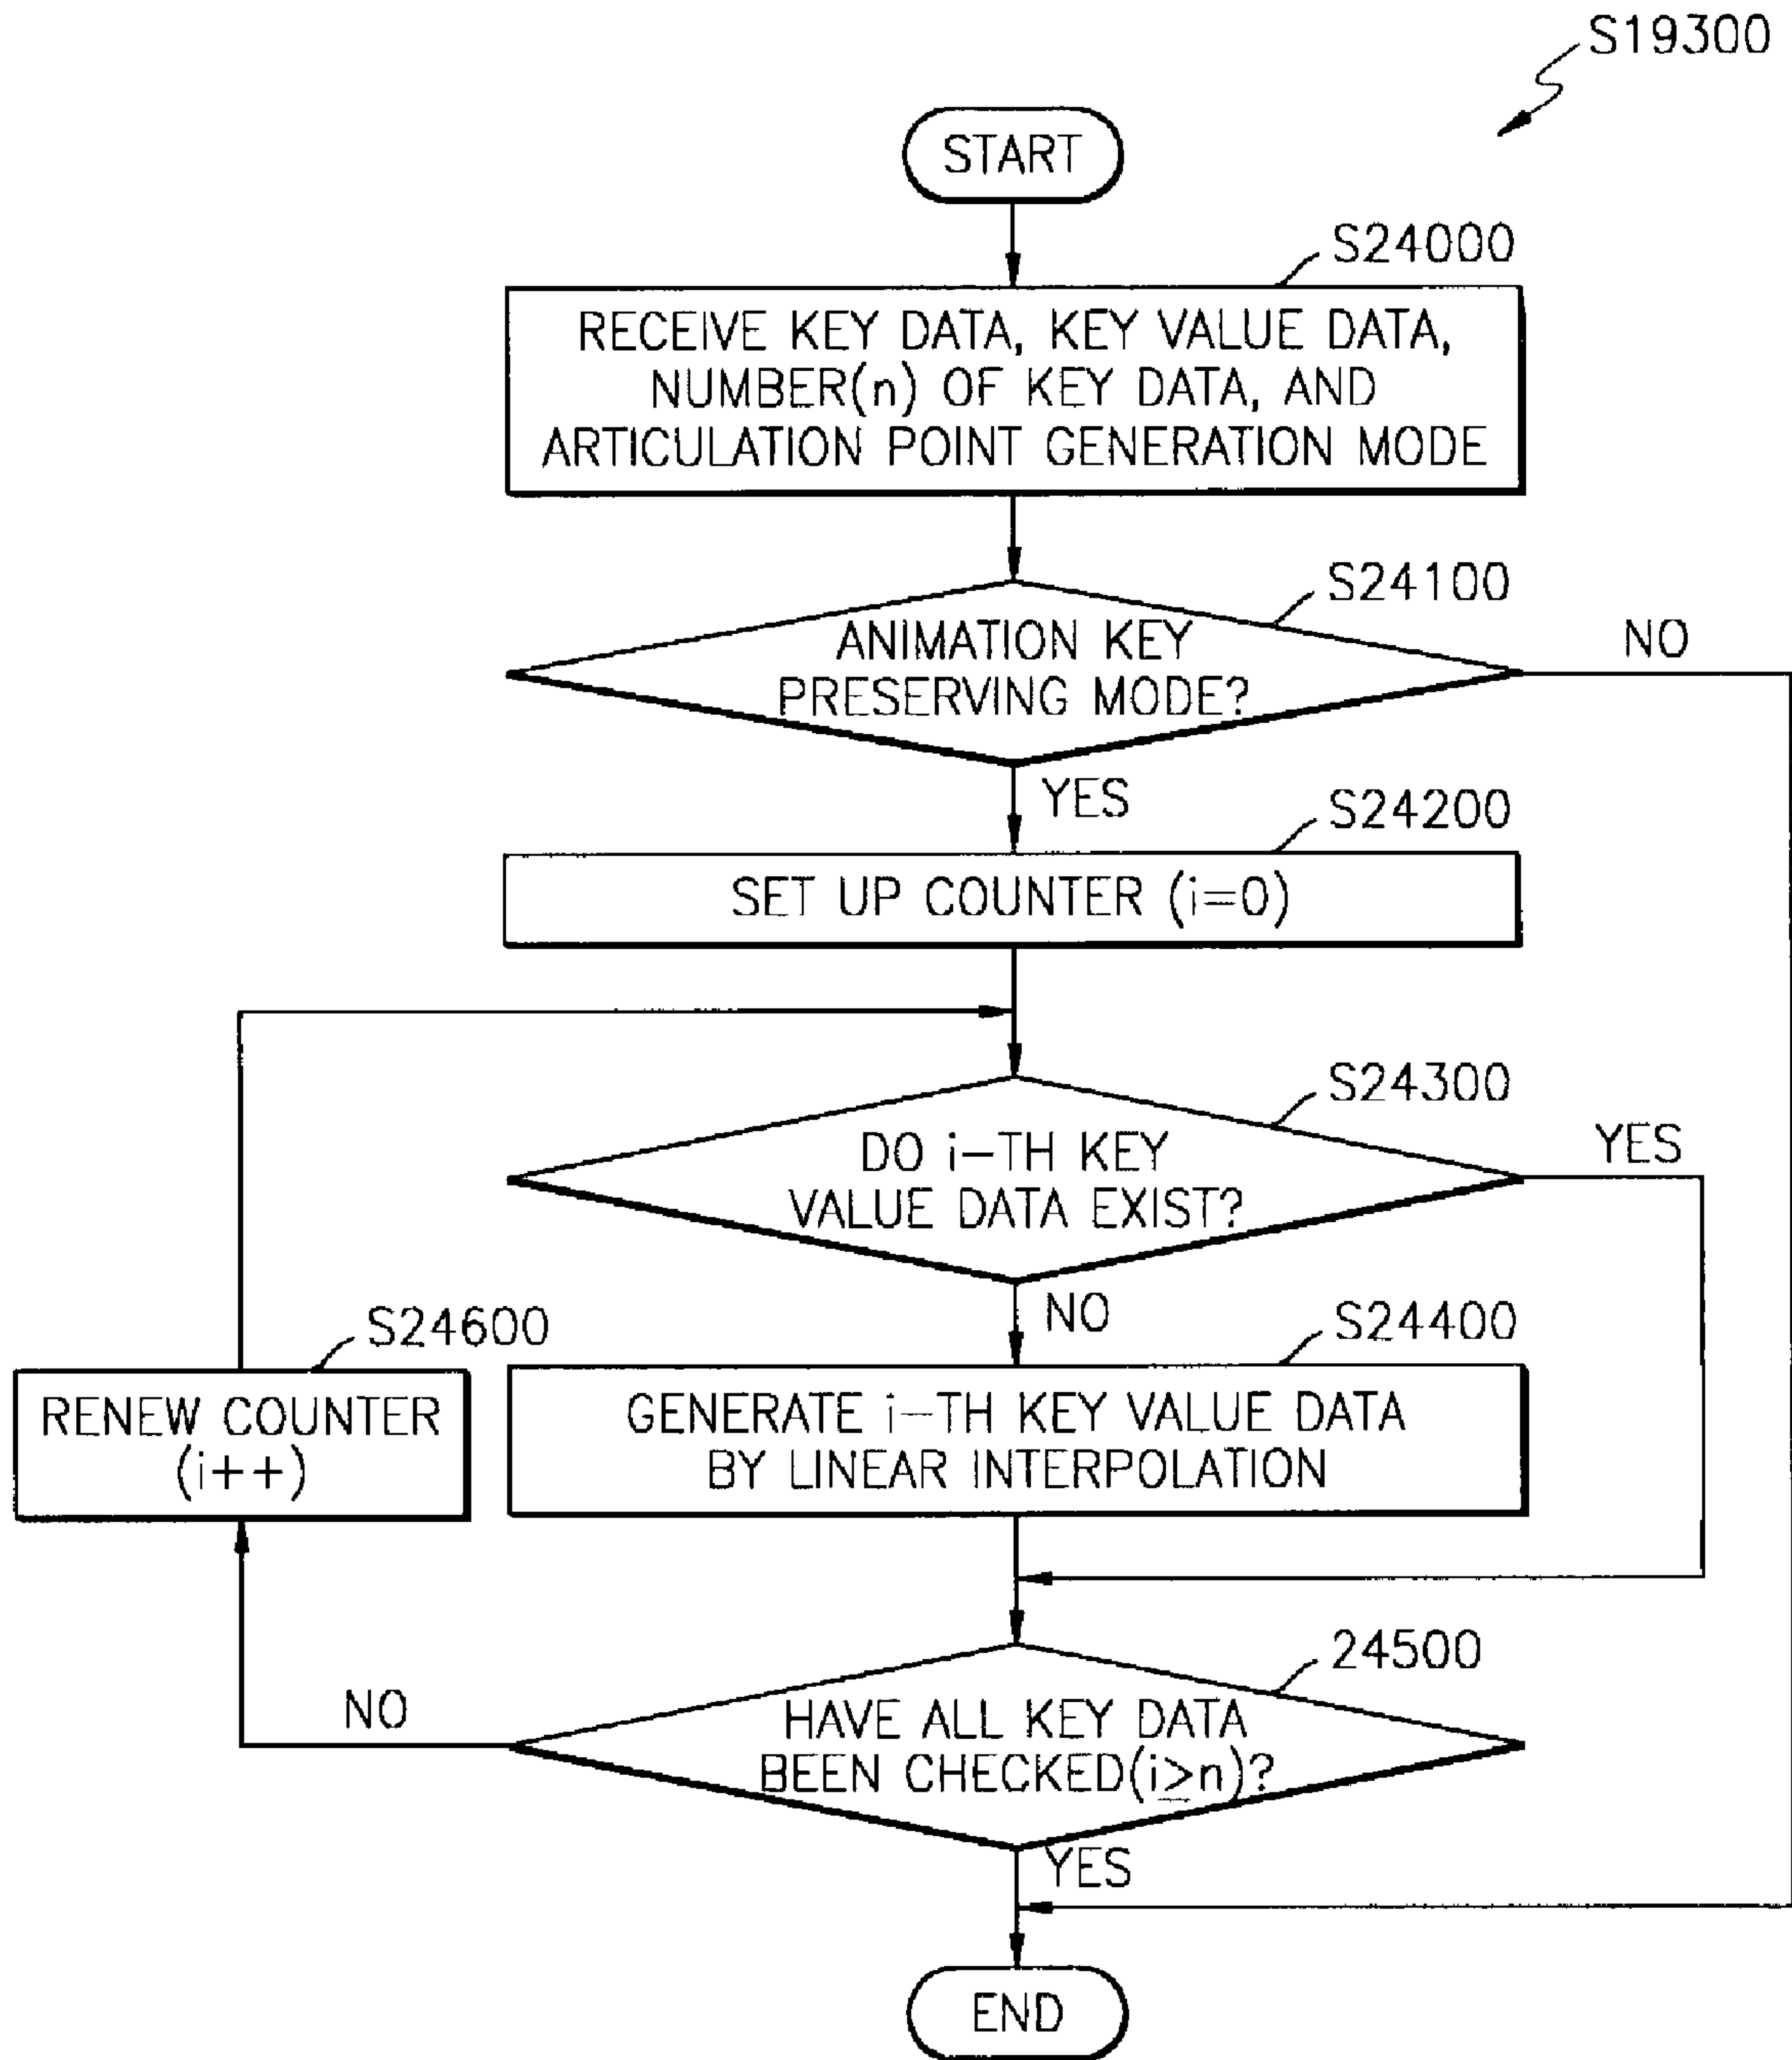 S19300
START
S24000
RECEIVE KEY DATA, KEY VALUE DATA,
NUMBER(n) OF KEY DATA, AND
ARTICULATION POINT GENERATION MODE
S24100
ANIMATION KEY
PRESERVING MODE?
NO
YES
S24200
SET UP COUNTER (i=0)
S24300
DO i-TH KEY
VALUE DATA EXIST?
YES
NO
S24600
RENEW COUNTER
(i++)
S24400
GENERATE i-TH KEY VALUE DATA
BY LINEAR INTERPOLATION
24500
HAVE ALL KEY DATA
BEEN CHECKED(i≥n)?
NO
YES
END